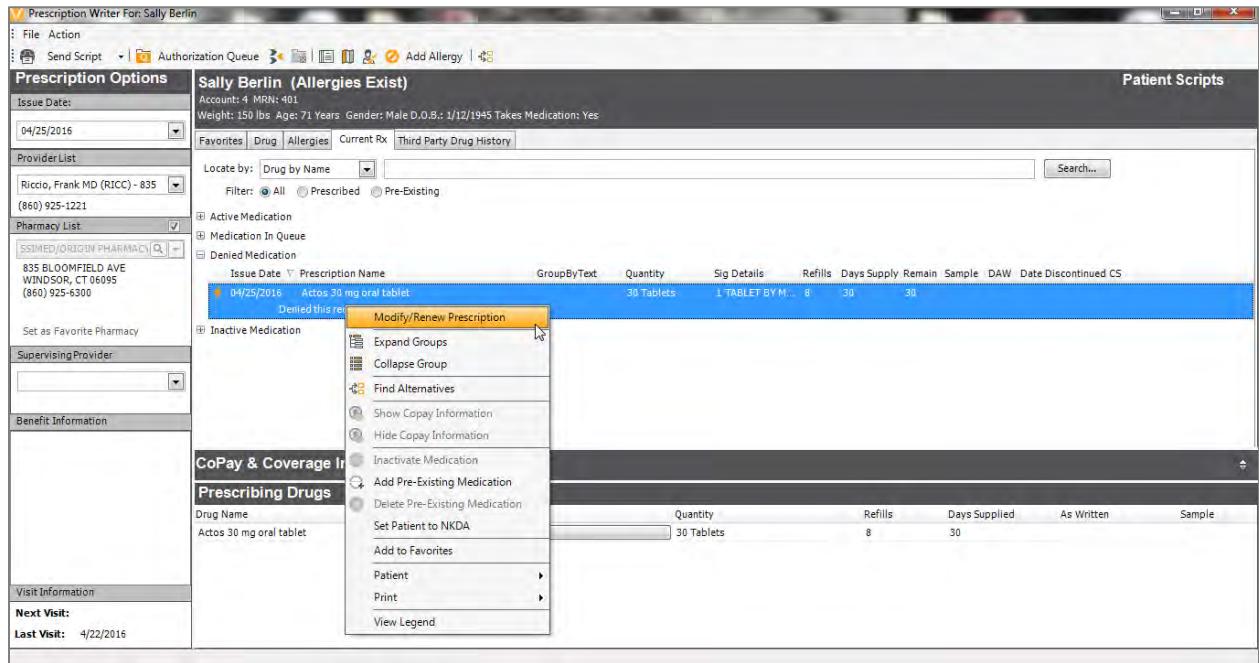 Prescription Writer For: Sally Berlin
File Action
Send Script Authorization Queue Add Allergy
Prescription Options
Issue Date:
04/25/2016
Provider List
Riccio, Frank MD (RICC) - 835
(860) 925-1221
Pharmacy List
SSIMED/ORIGIN PHARMACY
835 BLOOMFIELD AVE
WINDSOR, CT 06095
(860) 925-6300
Set as Favorite Pharmacy
Supervising Provider
Benefit Information
Visit Information
Next Visit:
Last Visit: 4/22/2016
Sally Berlin (Allergies Exist) Patient Scripts
Account: 4 MRN: 401
Weight: 150 lbs Age: 71 Years Gender: Male D.O.B.: 1/12/1945 Takes Medication: Yes
Favorites Drug Allergies Current Rx Third Party Drug History
Locate by: Drug by Name Search...
Filter: All Prescribed Pre-Existing
Active Medication
Medication In Queue
Denied Medication
Issue Date Prescription Name GroupByText Quantity Sig Details Refills Days Supply Remain Sample DAW Date Discontinued CS
04/25/2016 Actos 30 mg oral tablet 30 Tablets 1 TABLET BY M... 8 30 30
Denied this
Inactive Medication
Modify/Renew Prescription
Expand Groups
Collapse Group
Find Alternatives
Show Copay Information
Hide Copay Information
Inactivate Medication
Add Pre-Existing Medication
Delete Pre-Existing Medication
Set Patient to NKDA
Add to Favorites
Patient
Print
View Legend
CoPay & Coverage
Prescribing Drugs
Drug Name Quantity Refills Days Supplied As Written Sample
Actos 30 mg oral tablet 30 Tablets 8 30